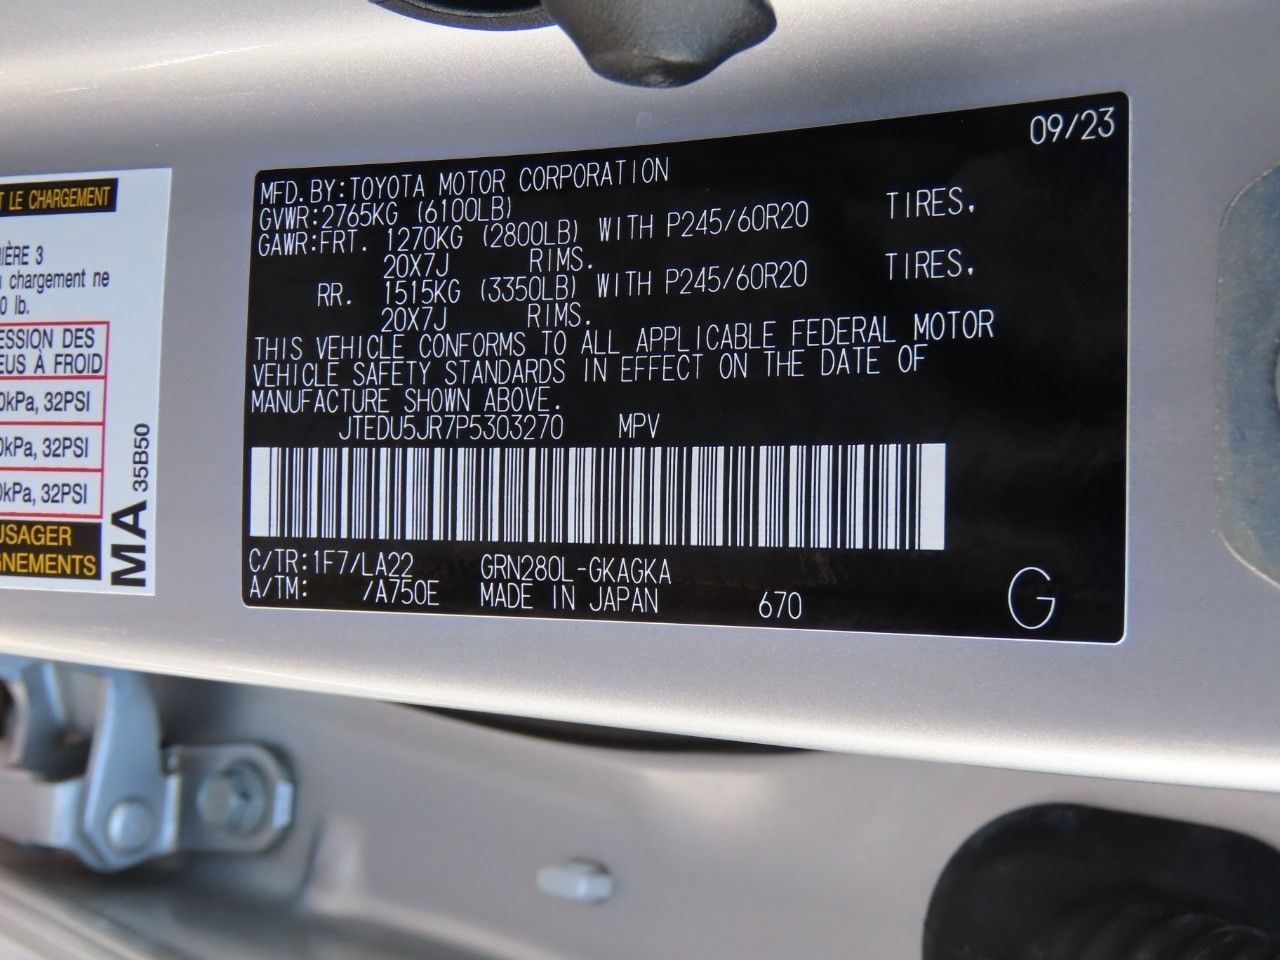 T LE CHARGEMENT
IÈRE 3
chargement ne
0 lb.
ESSION DES
EUS À FROID
0kPa, 32PSI
0kPa, 32PSI
0kPa, 32PSI
USAGER
GNEMENTS
MA 35B50
09/23
MFD.BY:TOYOTA MOTOR CORPORATION
GVWR:2765KG (6100LB)
GAWR:FRT. 1270KG (2800LB) WITH P245/60R20 TIRES,
20X7J RIMS.
RR. 1515KG (3350LB) WITH P245/60R20 TIRES,
20X7J RIMS.
THIS VEHICLE CONFORMS TO ALL APPLICABLE FEDERAL MOTOR
VEHICLE SAFETY STANDARDS IN EFFECT ON THE DATE OF
MANUFACTURE SHOWN ABOVE.
JTEDU5JR7P5303270 MPV
C/TR:1F7/LA22 GRN280L-GKAGKA
A/TM: /A750E MADE IN JAPAN 670
G